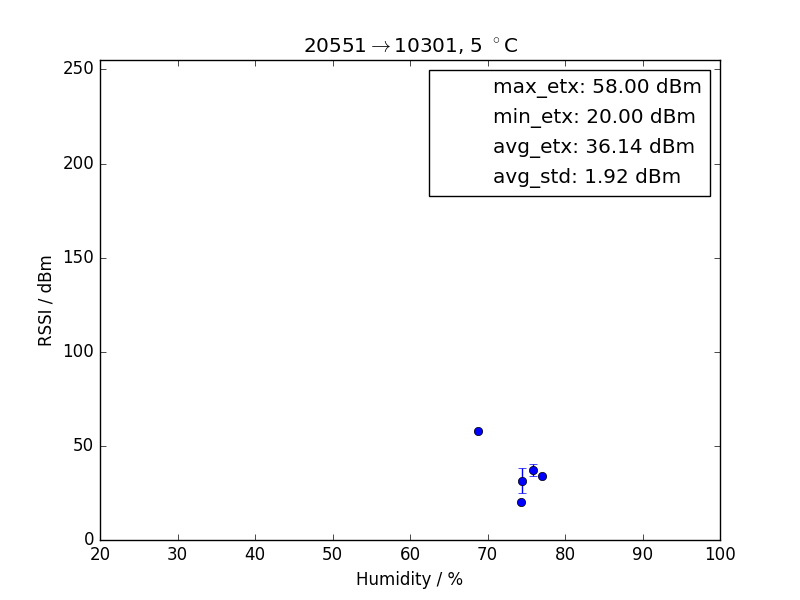 20551→10301, 5 °C
max_etx: 58.00 dBm
min_etx: 20.00 dBm
avg_etx: 36.14 dBm
avg_std: 1.92 dBm
RSSI / dBm
250
200
150
100
50
0
20 30 40 50 60 70 80 90 100
Humidity / %